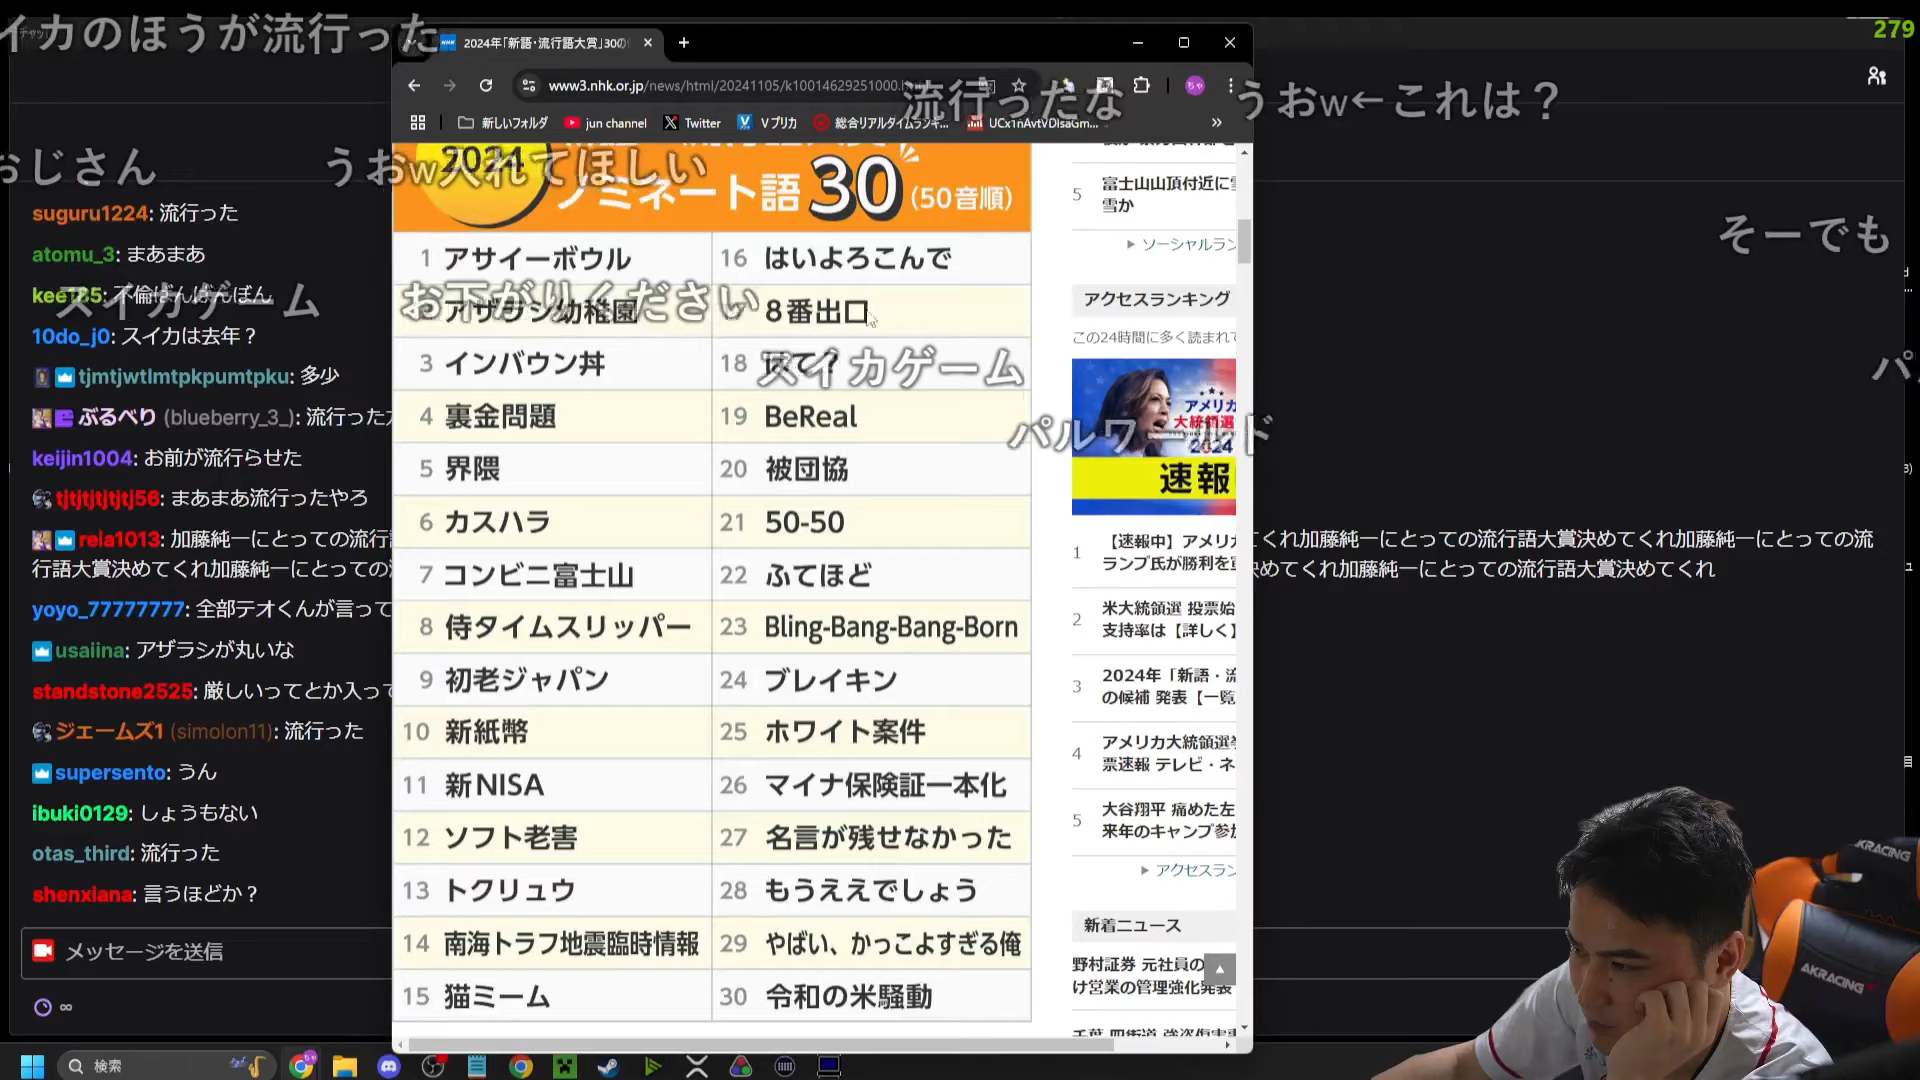 イカのほうが流行った
279
2024年「新語・流行語大賞」30の
www3.nhk.or.jp/news/html/20241105/k10014629251000.
流行ったな
うおw←これは？
新しいフォルダ
jun channel
Twitter
Vプリカ
総合リアルタイムランキ...
UCx1nAvtVDIsaGm...
おじさん
うおw入れてほしい
2024
ノミネート語30(50音順)
そーでも
スイカゲーム
お下がりください
スイカゲーム
パルワールド
suguru1224: 流行った
atomu_3: まあまあ
kee185: 不倫ばんばんぼん
10do_j0: スイカは去年？
tjmtjwtlmtpkpumtpku: 多少
ぶるべり (blueberry_3_): 流行った
keijin1004: お前が流行らせた
tjtjtjtjtjtj56: まあまあ流行ったやろ
rela1013: 加藤純一にとっての流行
てくれ加藤純一にとっての流行語大賞決めてくれ加藤純一にとっての流
行語大賞決めてくれ加藤純一にとっての
決めてくれ加藤純一にとっての流行語大賞決めてくれ
yoyo_77777777: 全部テオくんが言って
usaiina: アザラシが丸いな
standstone2525: 厳しいってとか入って
ジェームズ1 (simolon11): 流行った
supersento: うん
ibuki0129: しょうもない
otas_third: 流行った
shenxiana: 言うほどか？
メッセージを送信
∞
1 アサイーボウル
アザラシ幼稚園
3 インバウン丼
4 裏金問題
5 界隈
6 カスハラ
7 コンビニ富士山
8 侍タイムスリッパー
9 初老ジャパン
10 新紙幣
11 新NISA
12 ソフト老害
13 トクリュウ
14 南海トラフ地震臨時情報
15 猫ミーム
16 はいよろこんで
8番出口
18 はて？
19 BeReal
20 被団協
21 50-50
22 ふてほど
23 Bling-Bang-Bang-Born
24 ブレイキン
25 ホワイト案件
26 マイナ保険証一本化
27 名言が残せなかった
28 もうええでしょう
29 やばい、かっこよすぎる俺
30 令和の米騒動
5 富士山山頂付近に
雪か
ソーシャルラン
アクセスランキング
この24時間に多く読まれて
アメリカ
大統領選
2024
速報
1 【速報中】アメリカ
ランプ氏が勝利を
2 米大統領選 投票始
支持率は【詳しく】
3 2024年「新語・流
の候補 発表【一覧
4 アメリカ大統領選
票速報 テレビ・ネ
5 大谷翔平 痛めた左
来年のキャンプ参
アクセスラン
新着ニュース
野村証券 元社員の
け営業の管理強化発表
検索
AKRACING
AKRACING